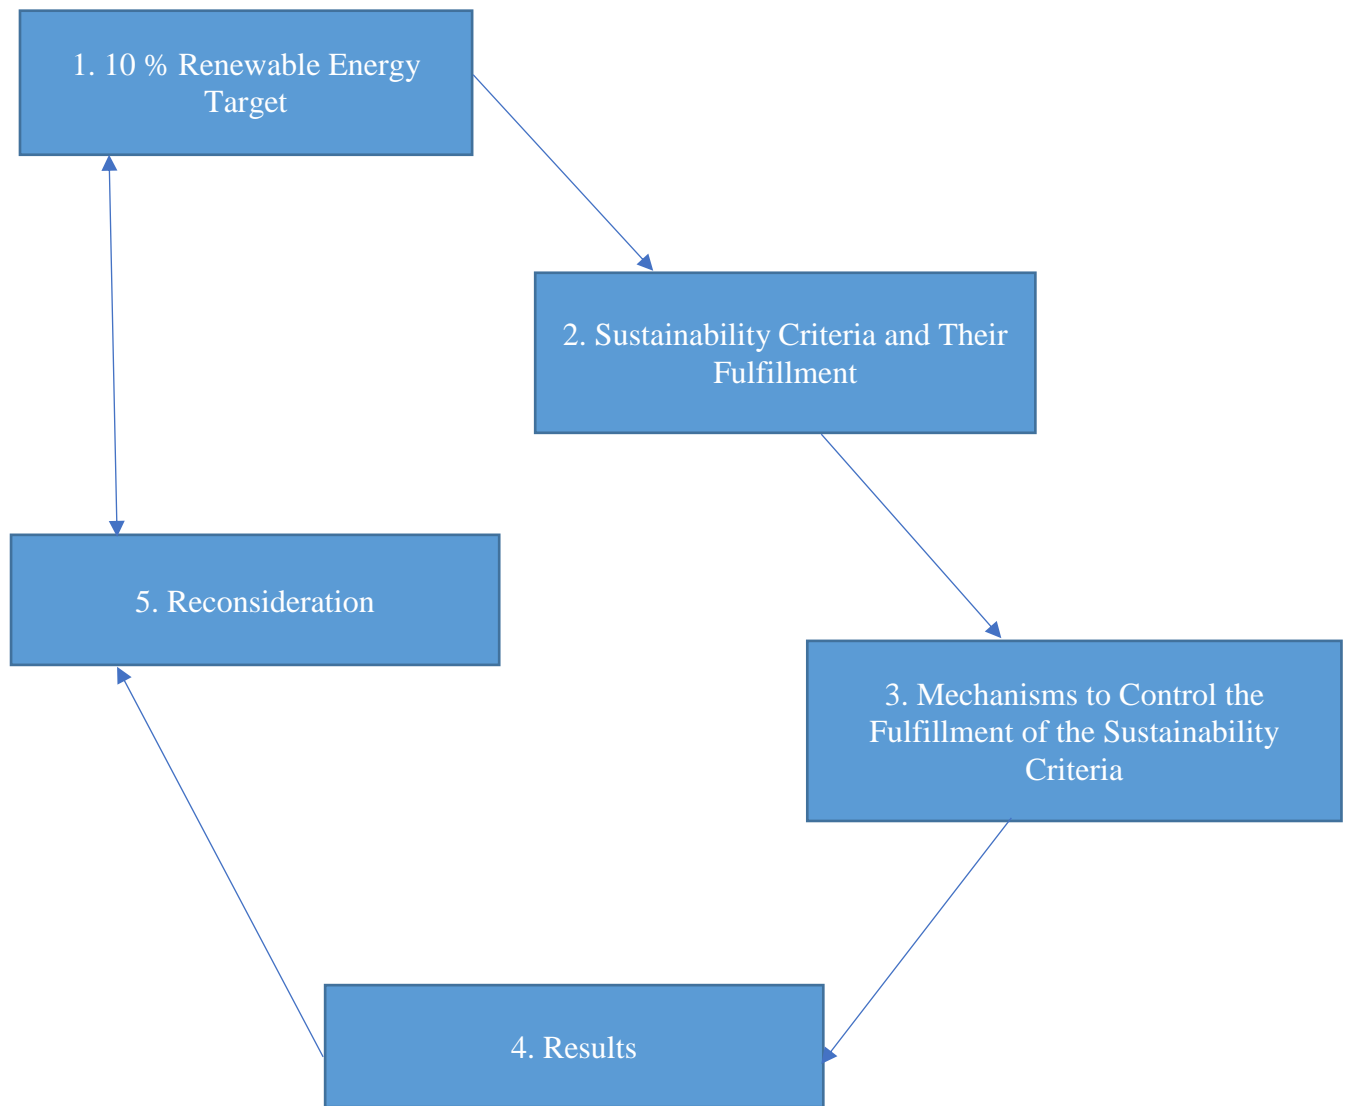 1. 10 % Renewable Energy
Target
2. Sustainability Criteria and Their
Fulfillment
5. Reconsideration
3. Mechanisms to Control the
Fulfillment of the Sustainability
Criteria
4. Results